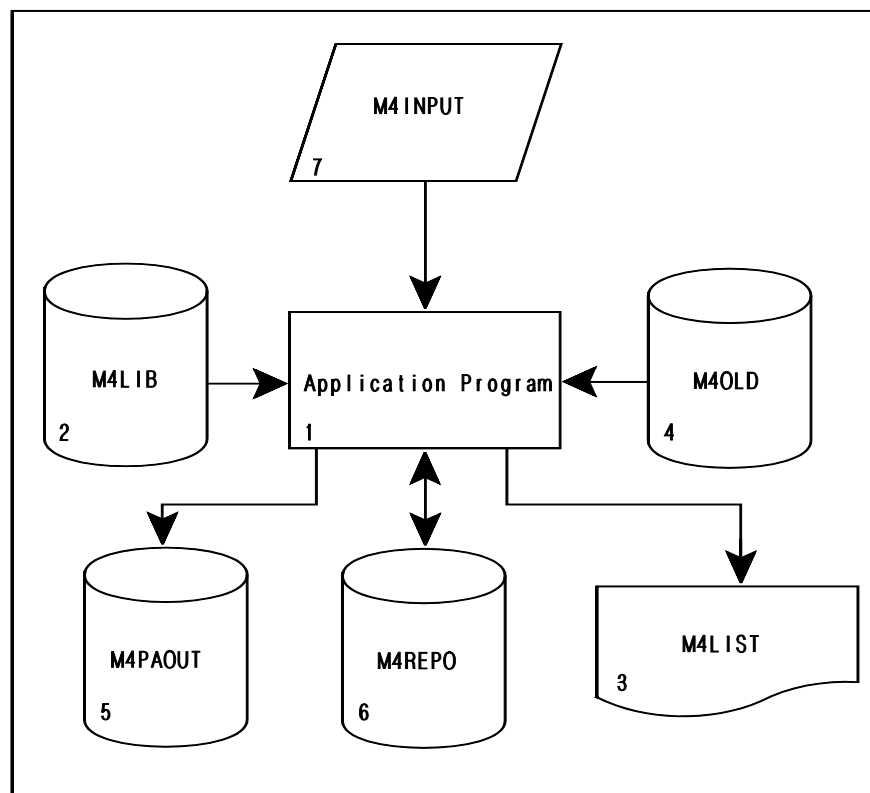 M4INPUT
7
M4LIB
2
Application Program
1
M4OLD
4
M4PAOUT
5
M4REPO
6
M4LIST
3